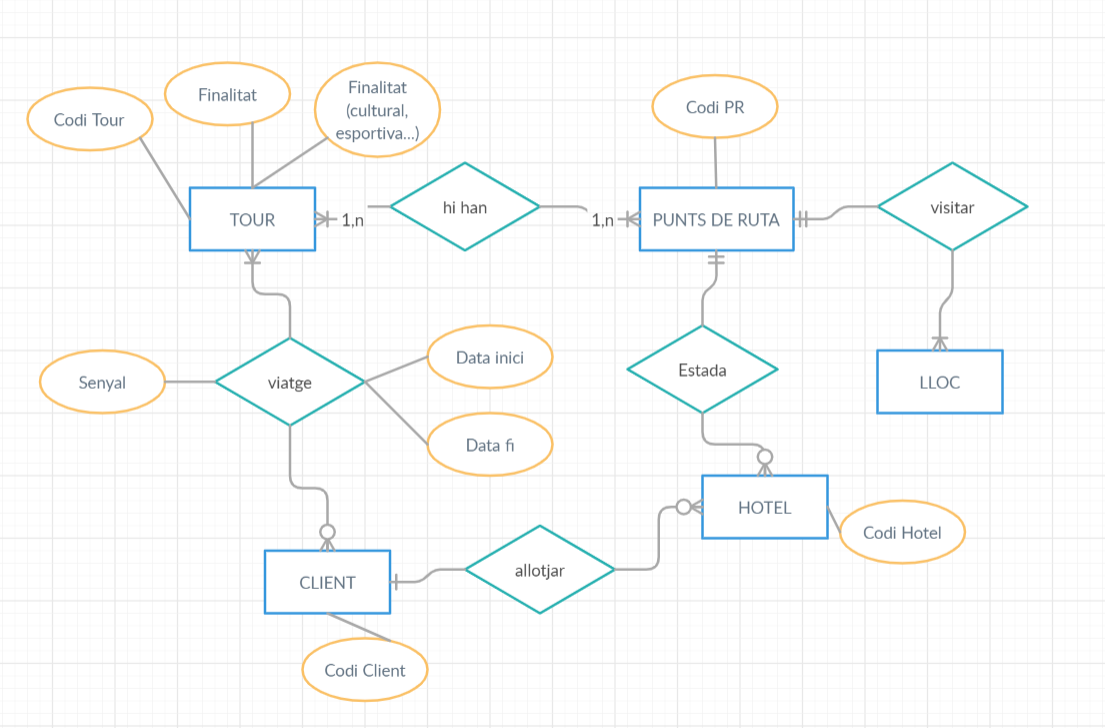 Finalitat
Finalitat
(cultural,
esportiva...)
Codi Tour
Codi PR
TOUR
1,n
hi han
1,n
PUNTS DE RUTA
visitar
Senyal
viatge
Data inici
Data fi
Estada
LLOC
HOTEL
Codi Hotel
CLIENT
allotjar
Codi Client